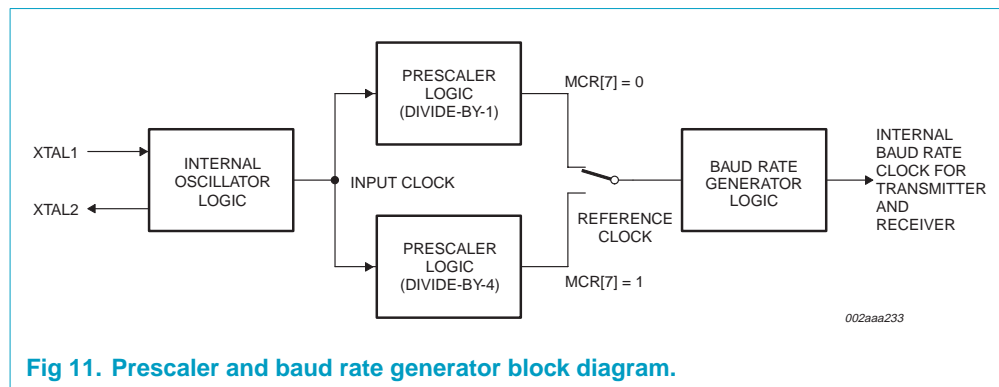 XTAL1
XTAL2
INTERNAL
OSCILLATOR
LOGIC
INPUT CLOCK
PRESCALER
LOGIC
(DIVIDE-BY-1)
PRESCALER
LOGIC
(DIVIDE-BY-4)
MCR[7] = 0
MCR[7] = 1
REFERENCE
CLOCK
BAUD RATE
GENERATOR
LOGIC
INTERNAL
BAUD RATE
CLOCK FOR
TRANSMITTER
AND
RECEIVER
002aaa233
Fig 11. Prescaler and baud rate generator block diagram.